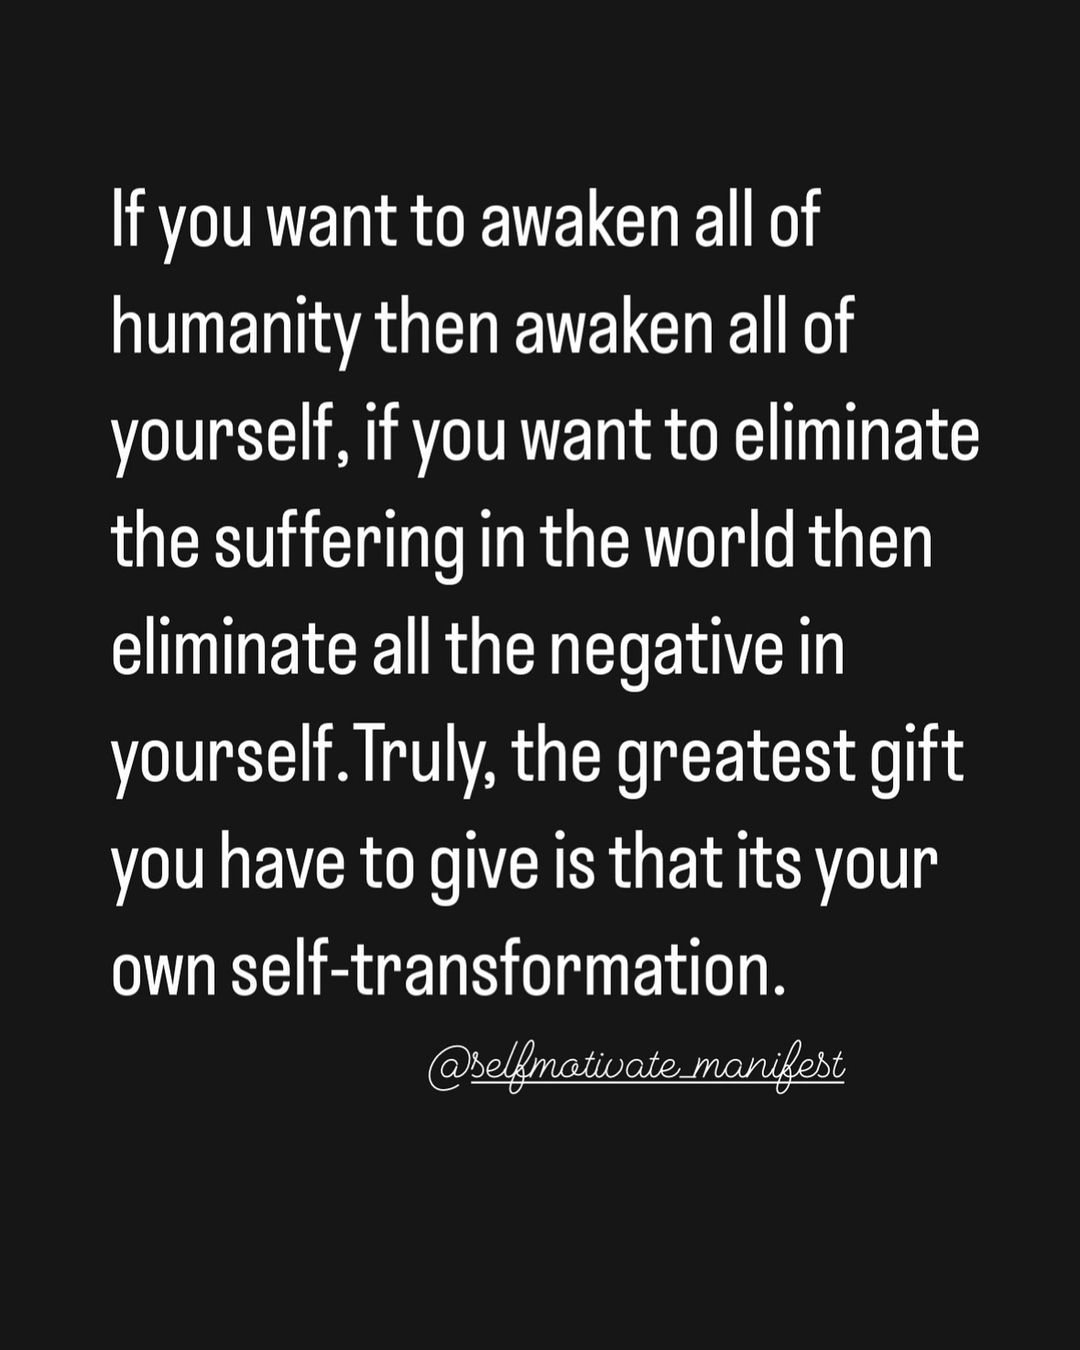 If you want to awaken all of
humanity then awaken all of
yourself, if you want to eliminate
the suffering in the world then
eliminate all the negative in
yourself.Truly, the greatest gift
you have to give is that its your
own self-transformation.
@selfmotivate_manifest